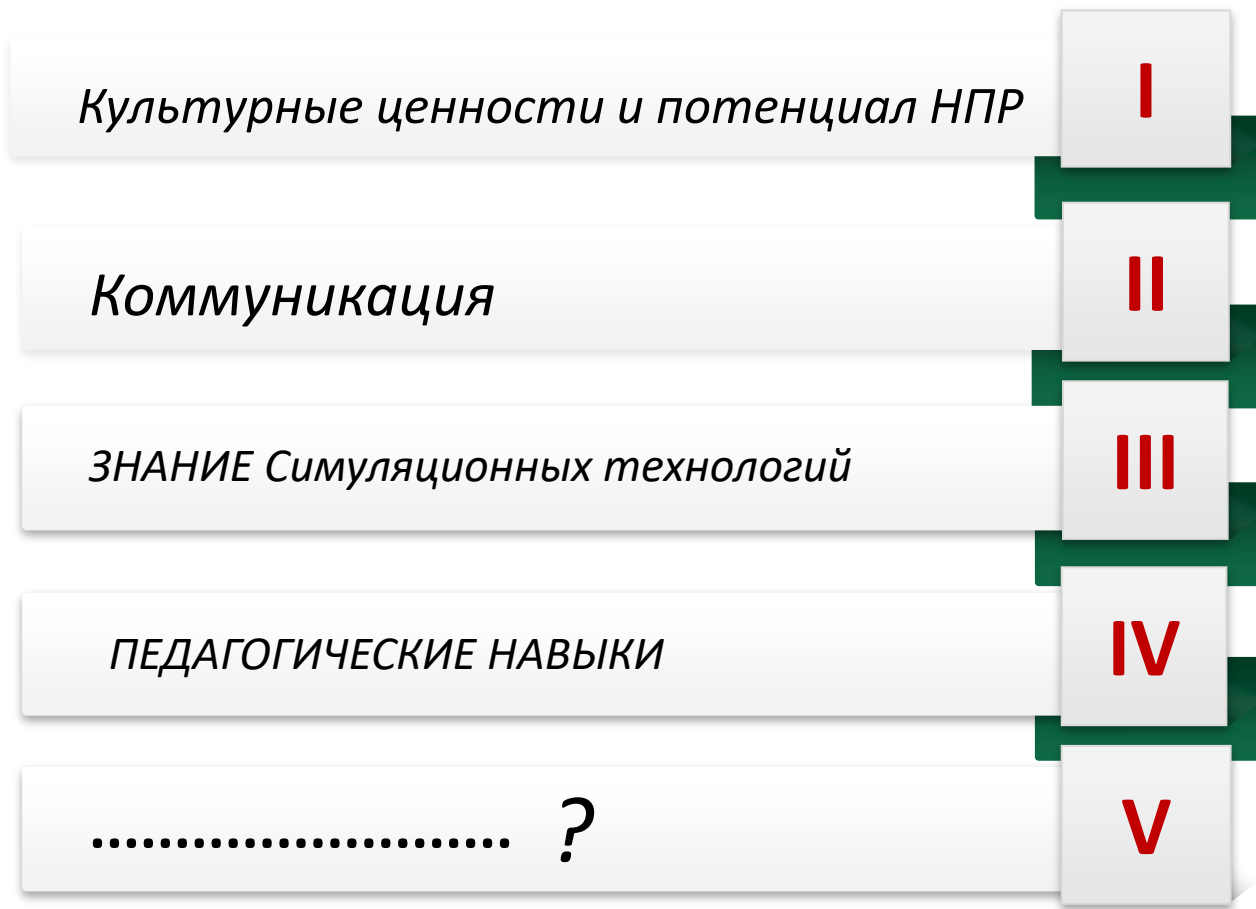 Культурные ценности и потенциал НПР
I
Коммуникация
II
ЗНАНИЕ Симуляционных технологий
III
ПЕДАГОГИЧЕСКИЕ НАВЫКИ
IV
......................... ?
V